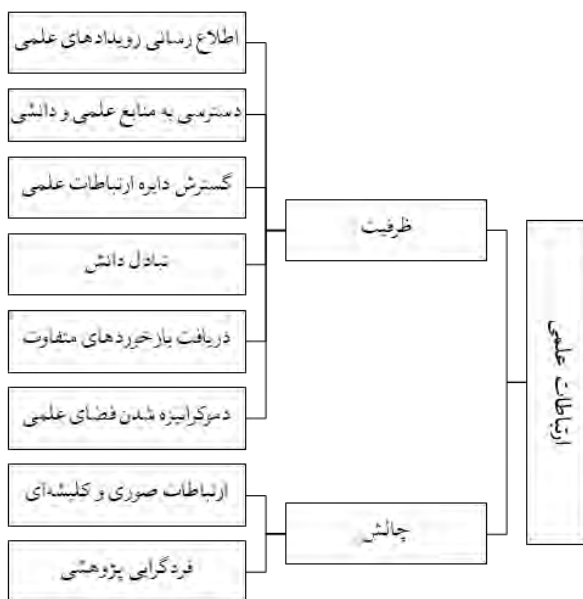 ارتباطات علمی
ظرفیت
اطلاع رسانی رویدادهای علمی
دسترسی به منابع علمی و دانشی
گسترش دایره ارتباطات علمی
تبادل دانش
دریافت بازخوردهای متفاوت
دموکراتیزه شدن فضای علمی
چالش
ارتباطات صوری و کلیشه‌ای
فردگرایی پژوهشی